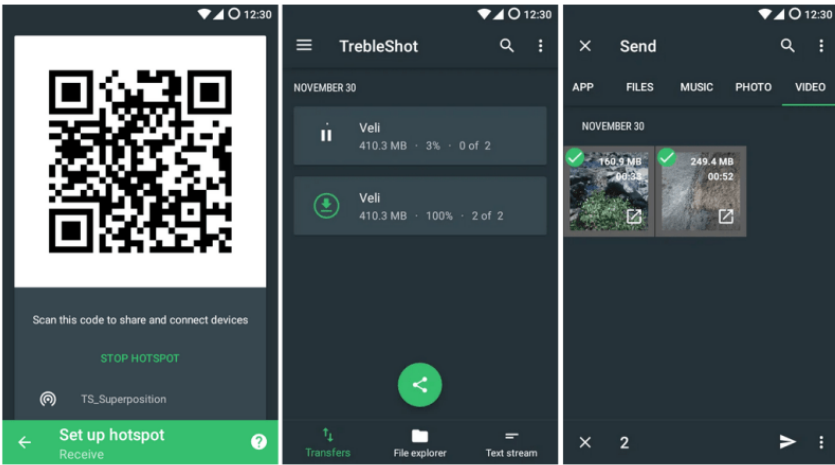 12:30
Scan this code to share and connect devices
STOP HOTSPOT
TS_Superposition
Set up hotspot
Receive
12:30
TrebleShot
NOVEMBER 30
Veli
410.3 MB · 3% · 0 of 2
Veli
410.3 MB · 100% · 2 of 2
Transfers
File explorer
Text stream
12:30
Send
APP FILES MUSIC PHOTO VIDEO
NOVEMBER 30
160.9 MB
00:33
249.4 MB
00:52
2